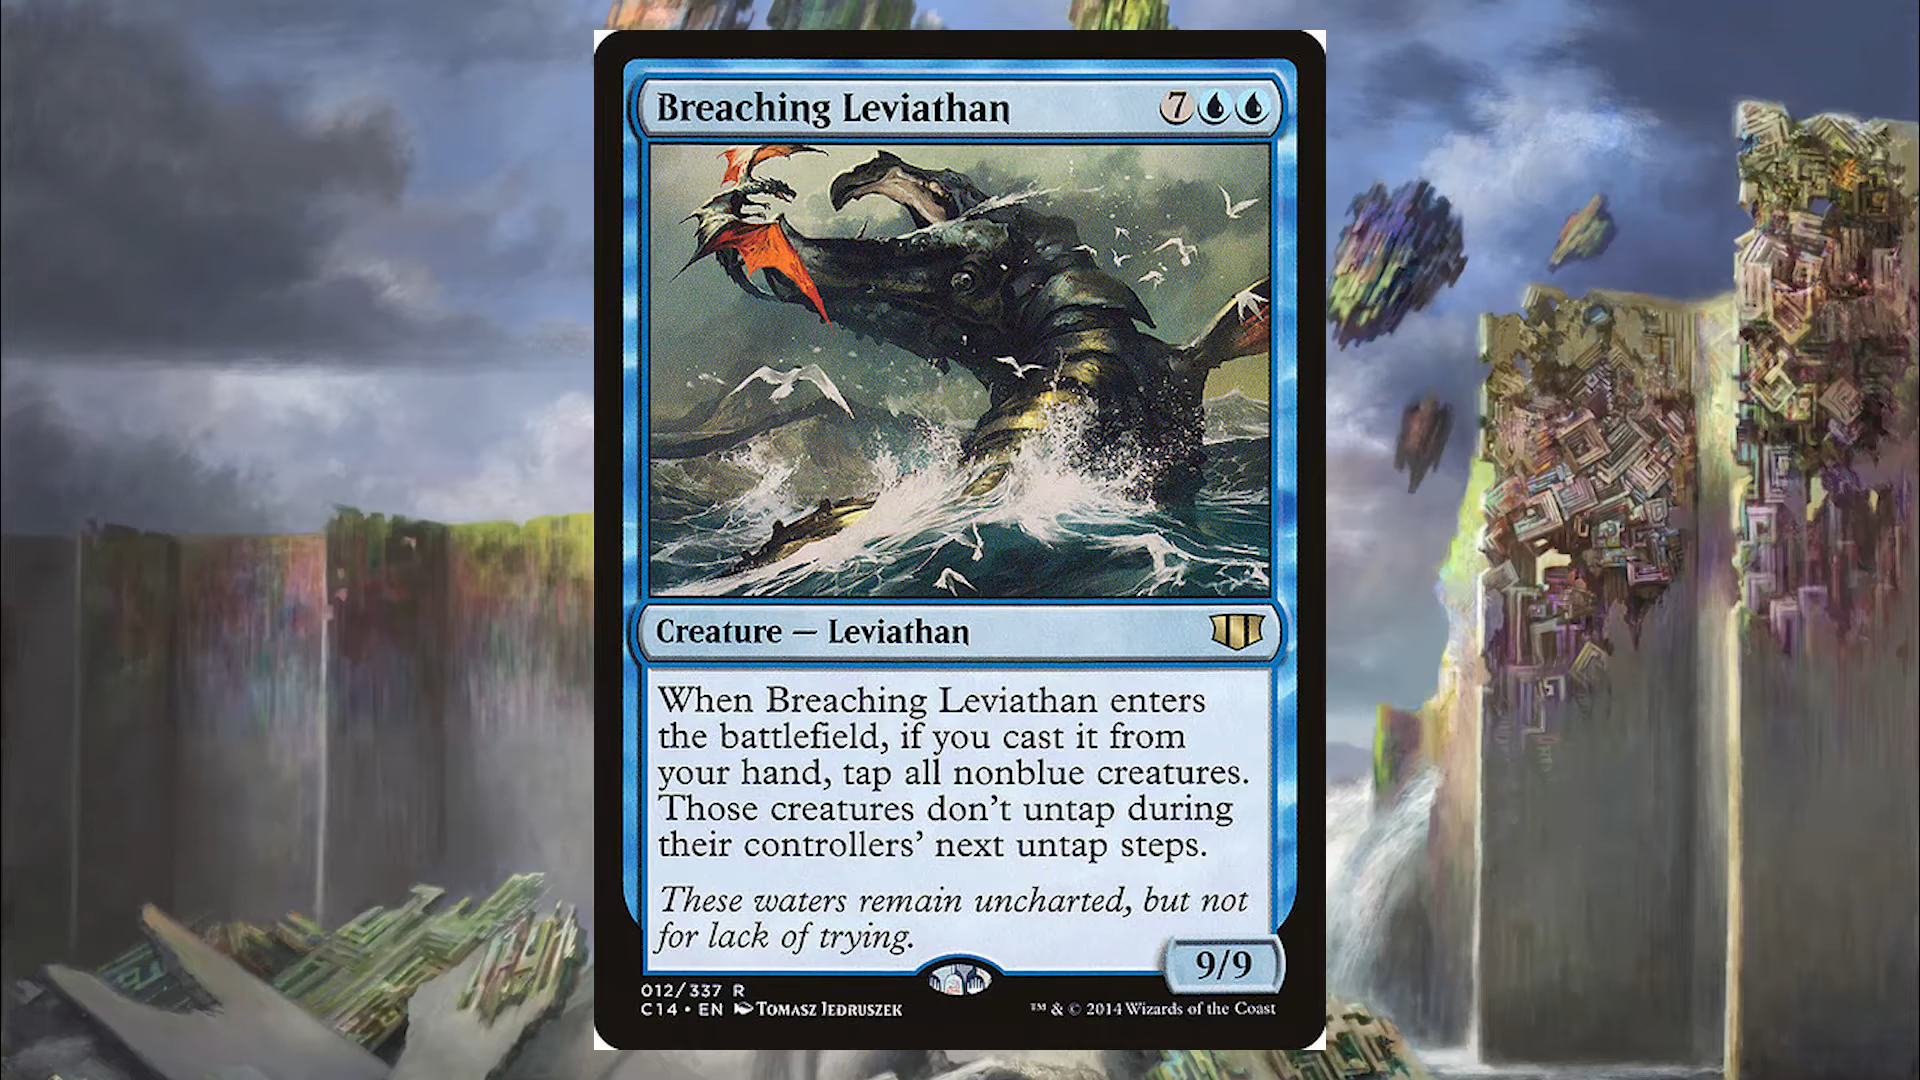 Breaching Leviathan 7
Creature — Leviathan
When Breaching Leviathan enters
the battlefield, if you cast it from
your hand, tap all nonblue creatures.
Those creatures don't untap during
their controllers' next untap steps.
These waters remain uncharted, but not
for lack of trying.
9/9
012/337 R
C14 • EN Tomasz Jedruszek
™ & © 2014 Wizards of the Coast